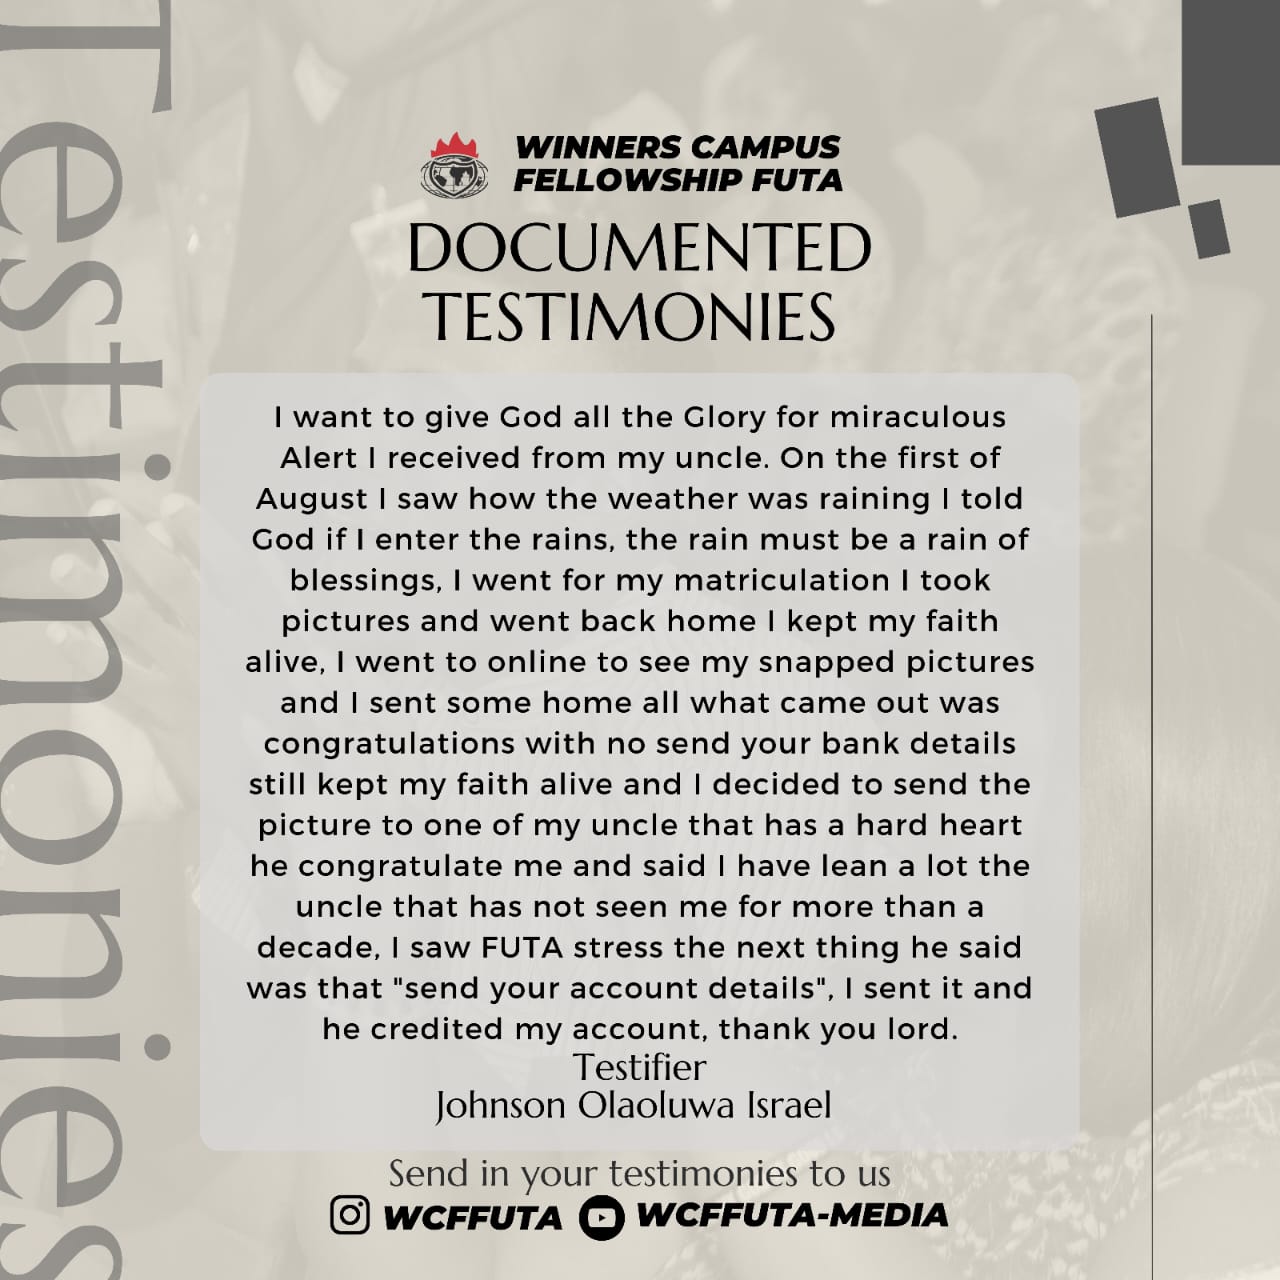 Testimonies
WINNERS CAMPUS
FELLOWSHIP FUTA
DOCUMENTED
TESTIMONIES
I want to give God all the Glory for miraculous
Alert I received from my uncle. On the first of
August I saw how the weather was raining I told
God if I enter the rains, the rain must be a rain of
blessings, I went for my matriculation I took
pictures and went back home I kept my faith
alive, I went to online to see my snapped pictures
and I sent some home all what came out was
congratulations with no send your bank details
still kept my faith alive and I decided to send the
picture to one of my uncle that has a hard heart
he congratulate me and said I have lean a lot the
uncle that has not seen me for more than a
decade, I saw FUTA stress the next thing he said
was that "send your account details", I sent it and
he credited my account, thank you lord.
Testifier
Johnson Olaoluwa Israel
Send in your testimonies to us
WCFFUTA WCFFUTA-MEDIA